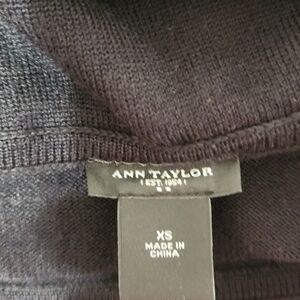 ANN TAYLOR
EST. 1954
XS
MADE IN
CHINA